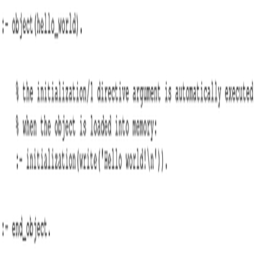 :- object(hello_world).
% the initialization/1 directive argument is automatically executed
% when the object is loaded into memory:
:- initialization(write('Hello world!\n')).
:- end_object.